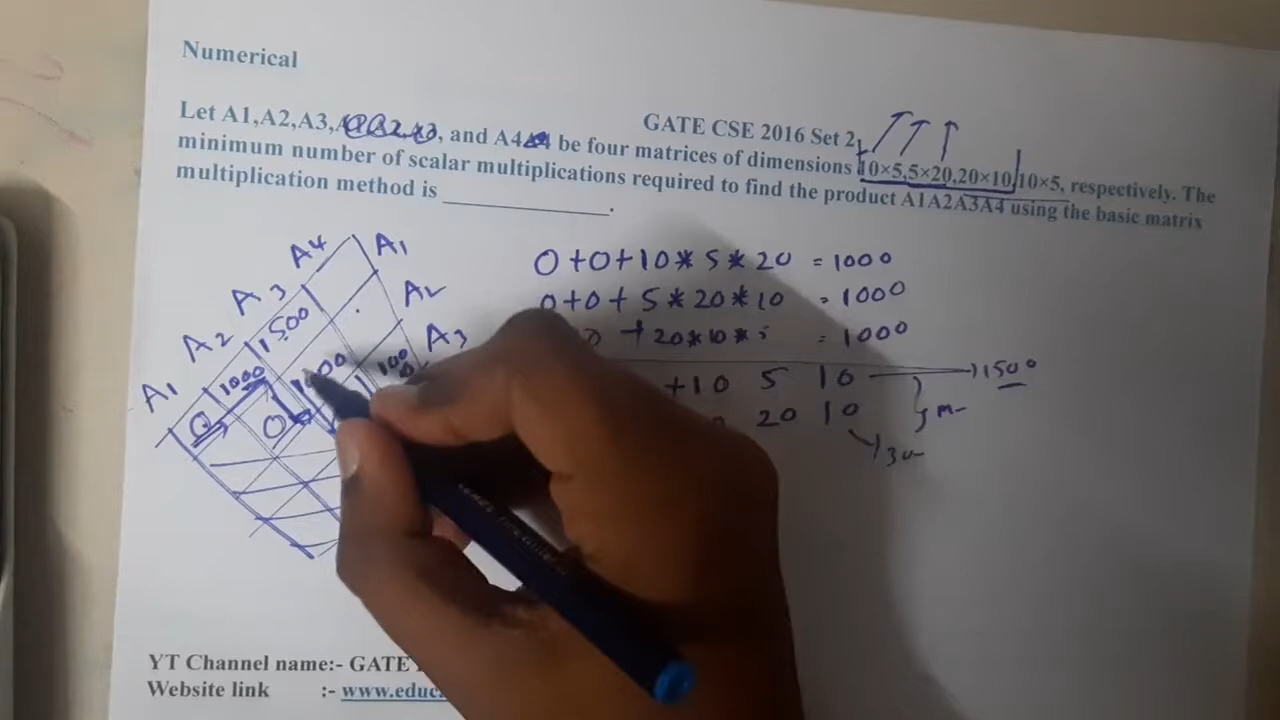 Numerical
GATE CSE 2016 Set 2
Let A1,A2,A3, and A4 be four matrices of dimensions 10×5,5×20,20×10,10×5, respectively. The
minimum number of scalar multiplications required to find the product A1A2A3A4 using the basic matrix
multiplication method is ____________.
A4 A1
A3 A2
A2 1500 A3
A1 1000
0 0
0+0+10*5*20 = 1000
0+0+5*20*10 = 1000
+20*10*5 = 1000
+10 5 10 1500
20 10
YT Channel name:- GATE
Website link :- www.educ